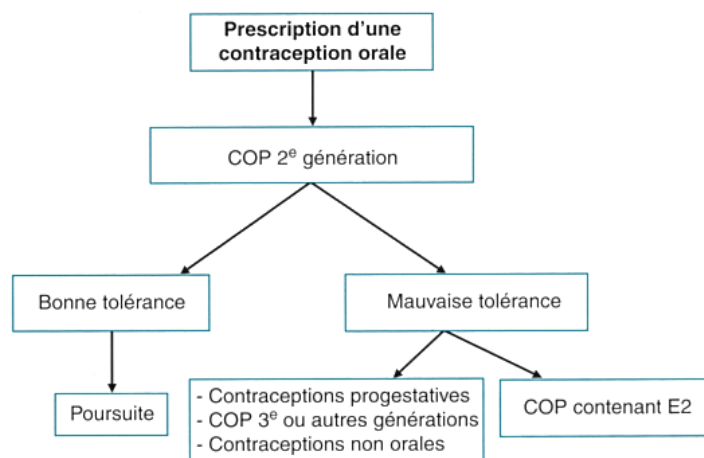 Prescription d’une
contraception orale
COP 2e génération
Bonne tolérance
Mauvaise tolérance
Poursuite
- Contraceptions progestatives
- COP 3e ou autres générations
- Contraceptions non orales
COP contenant E2